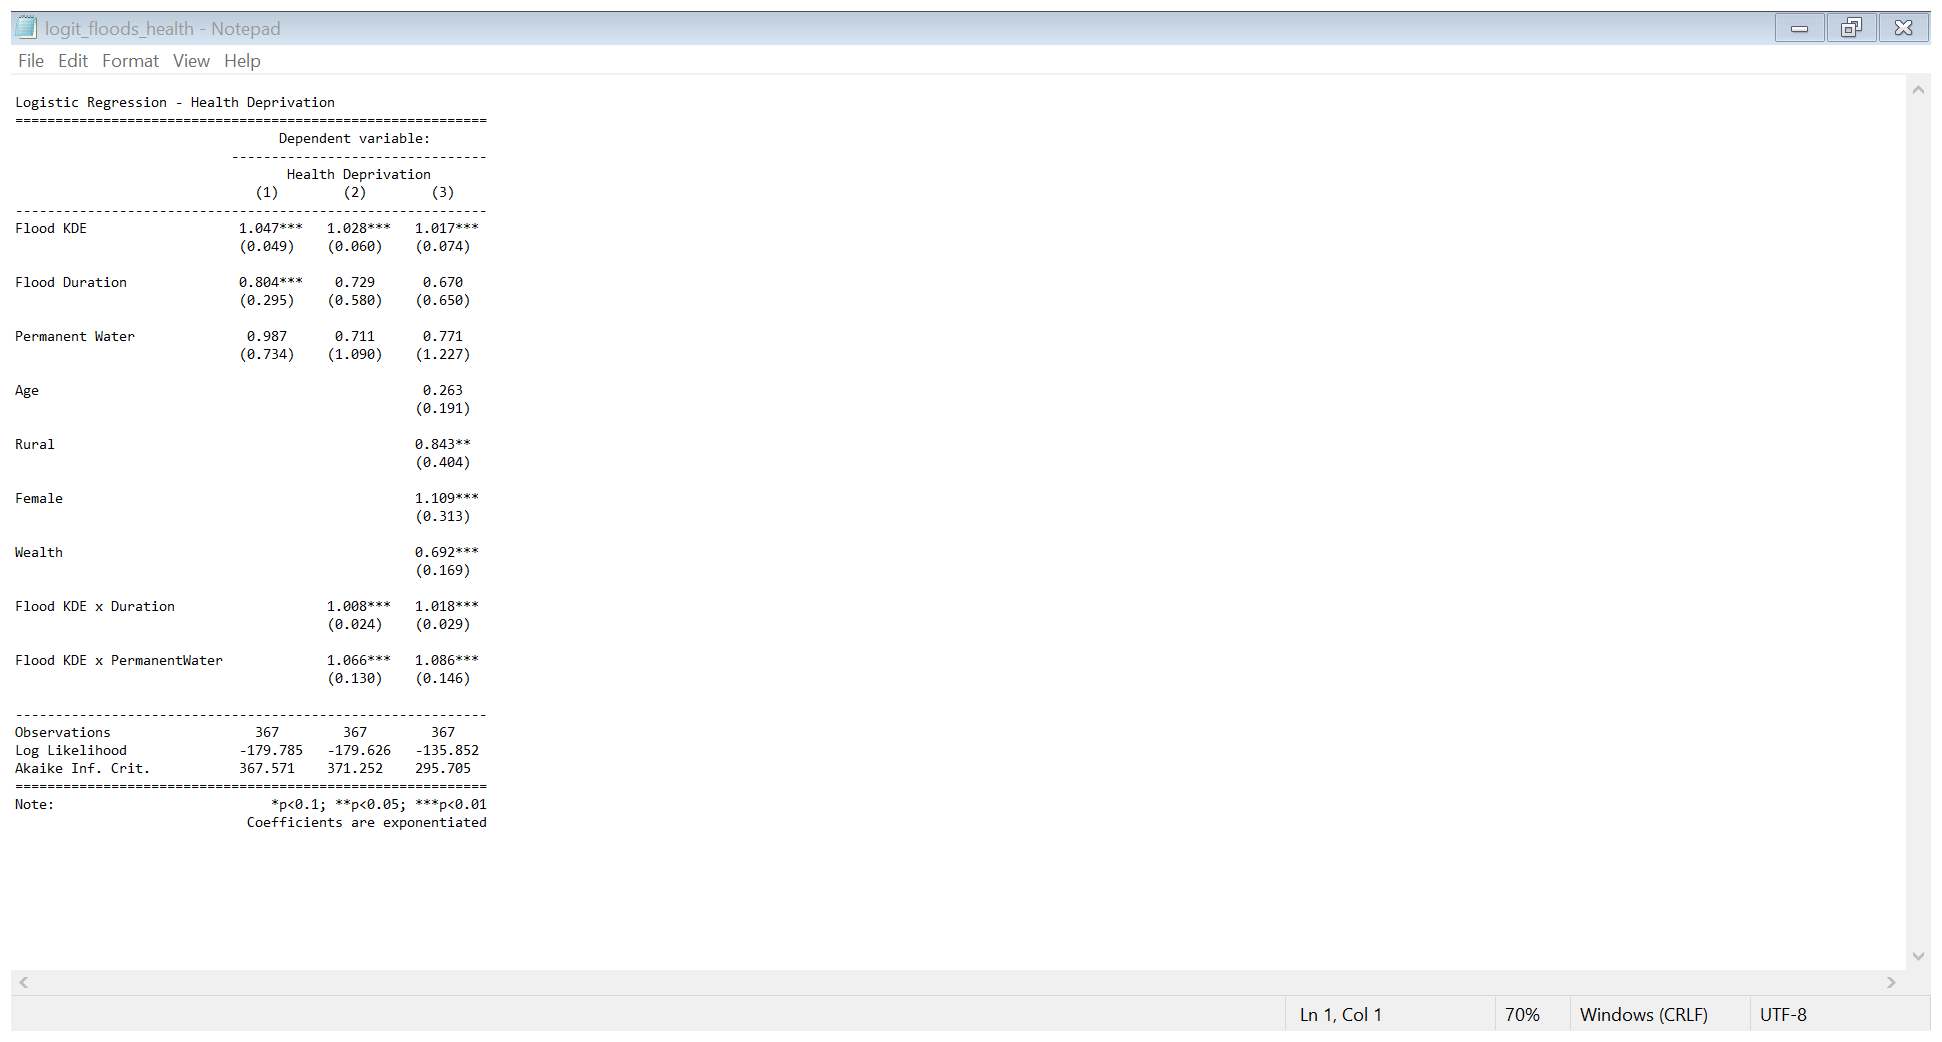 logit_floods_health - Notepad
File Edit Format View Help
Logistic Regression - Health Deprivation
===========================================================
Dependent variable:
--------------------------------
Health Deprivation
(1) (2) (3)
-----------------------------------------------------------
Flood KDE 1.047*** 1.028*** 1.017***
(0.049) (0.060) (0.074)
Flood Duration 0.804*** 0.729 0.670
(0.295) (0.580) (0.650)
Permanent Water 0.987 0.711 0.771
(0.734) (1.090) (1.227)
Age 0.263
(0.191)
Rural 0.843**
(0.404)
Female 1.109***
(0.313)
Wealth 0.692***
(0.169)
Flood KDE x Duration 1.008*** 1.018***
(0.024) (0.029)
Flood KDE x PermanentWater 1.066*** 1.086***
(0.130) (0.146)
-----------------------------------------------------------
Observations 367 367 367
Log Likelihood -179.785 -179.626 -135.852
Akaike Inf. Crit. 367.571 371.252 295.705
===========================================================
Note: *p<0.1; **p<0.05; ***p<0.01
Coefficients are exponentiated
Ln 1, Col 1 70% Windows (CRLF) UTF-8